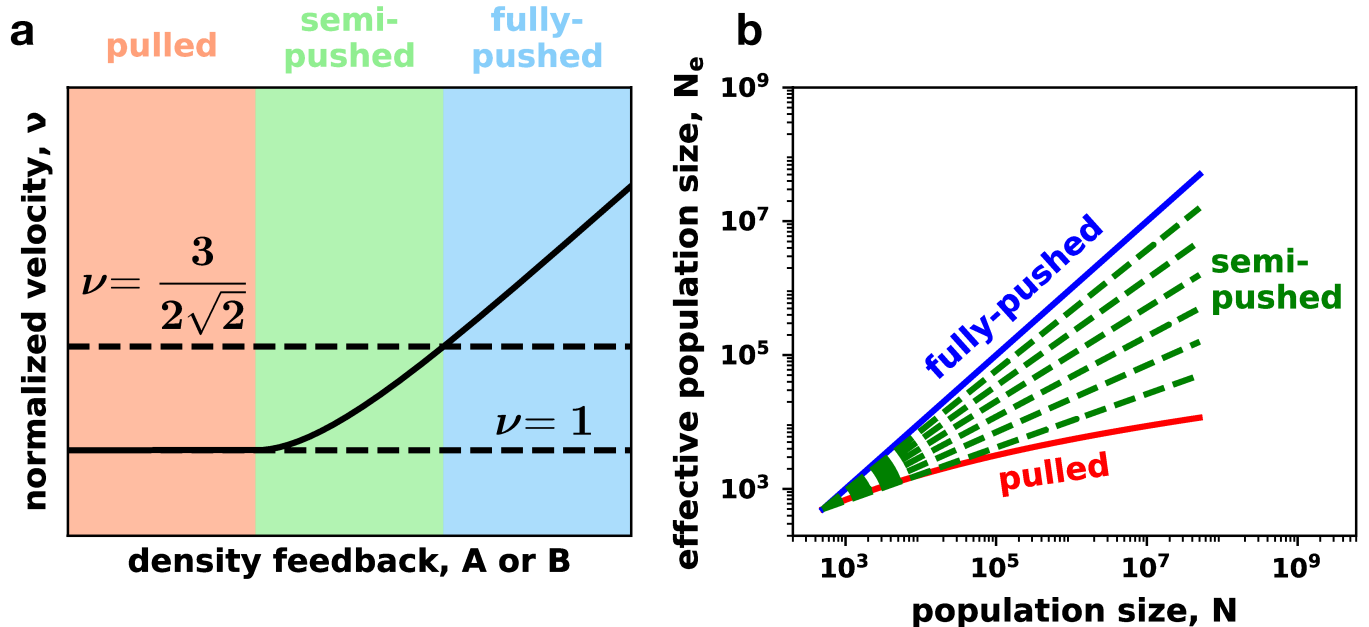 a
pulled
semi-
pushed
fully-
pushed
normalized velocity, ν
ν= 3/(2√2)
ν= 1
density feedback, A or B
b
effective population size, Nₑ
10⁹
10⁷
10⁵
10³
fully-pushed
semi-
pushed
pulled
10³ 10⁵ 10⁷ 10⁹
population size, N